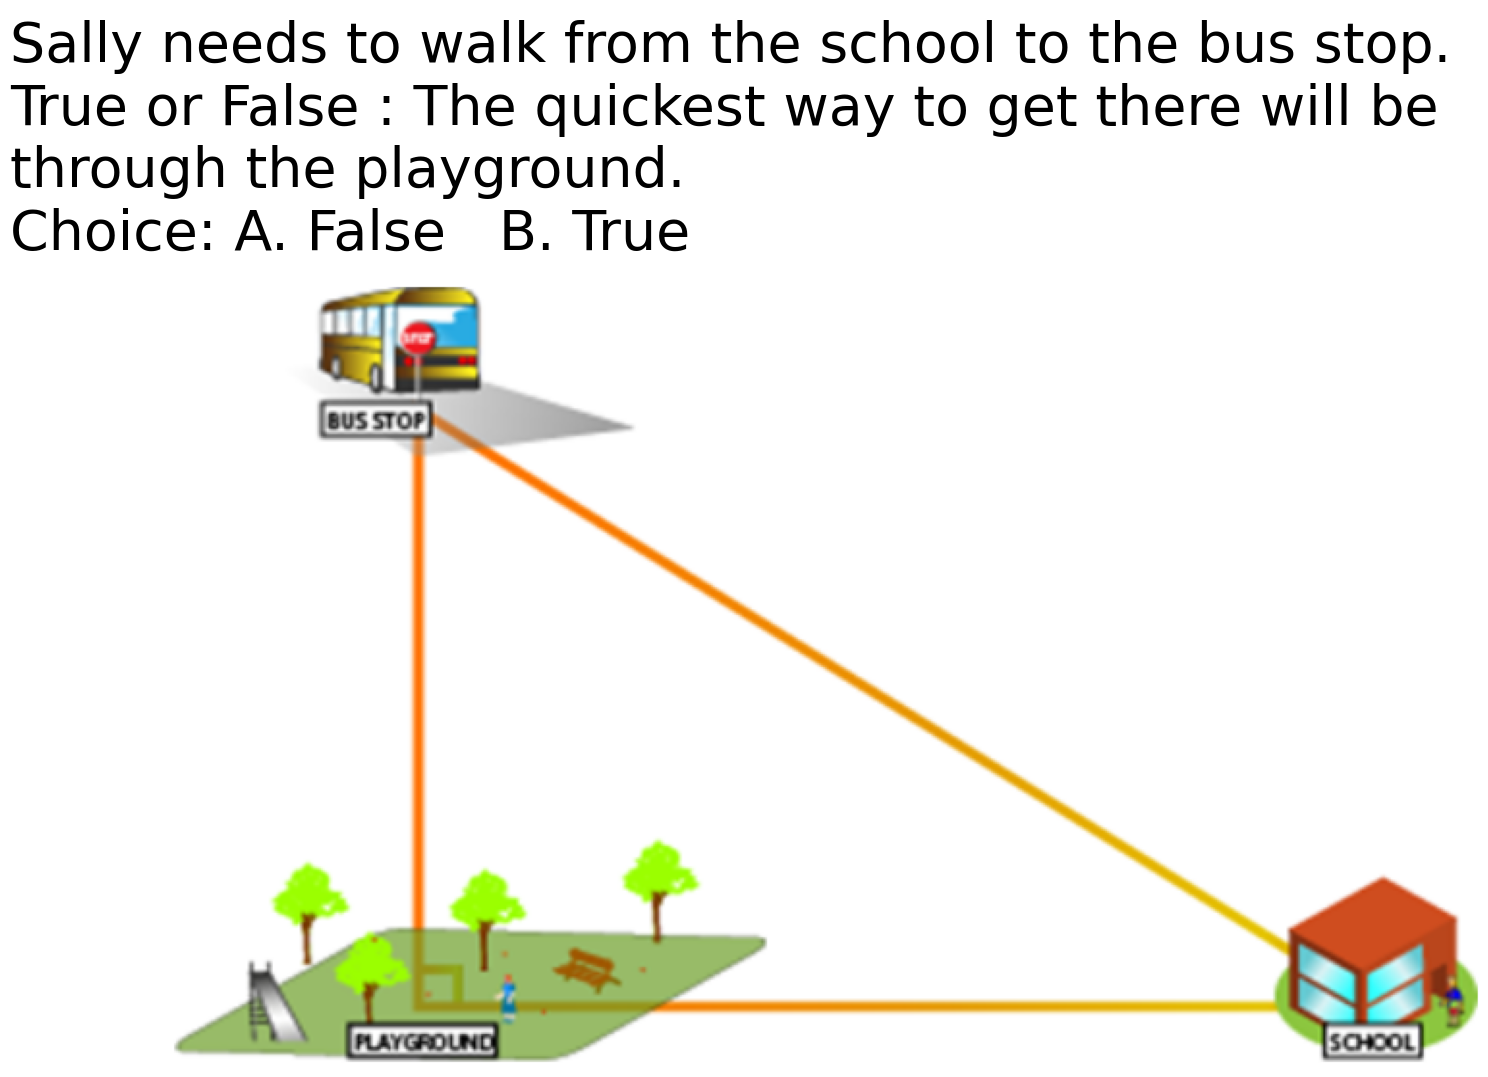 Sally needs to walk from the school to the bus stop.
True or False : The quickest way to get there will be
through the playground.
Choice: A. False   B. True
STOP
BUS STOP
PLAYGROUND
SCHOOL